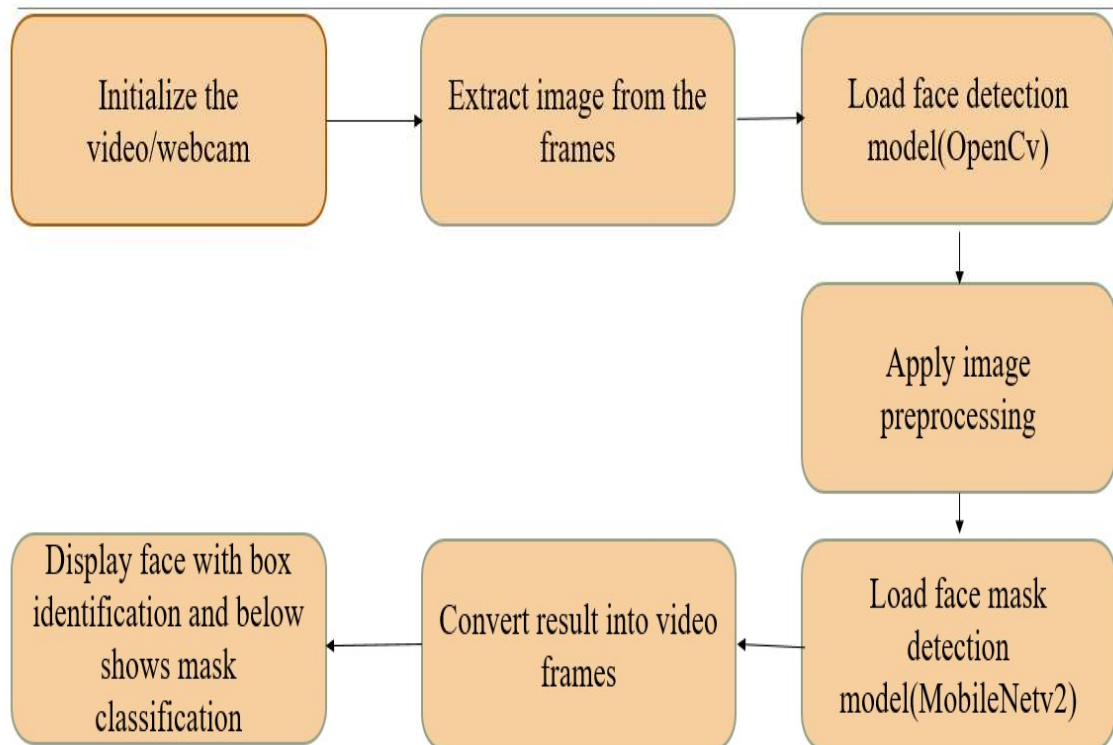 Initialize the
video/webcam
Extract image from the
frames
Load face detection
model(OpenCv)
Apply image
preprocessing
Load face mask
detection
model(MobileNetv2)
Convert result into video
frames
Display face with box
identification and below
shows mask
classification